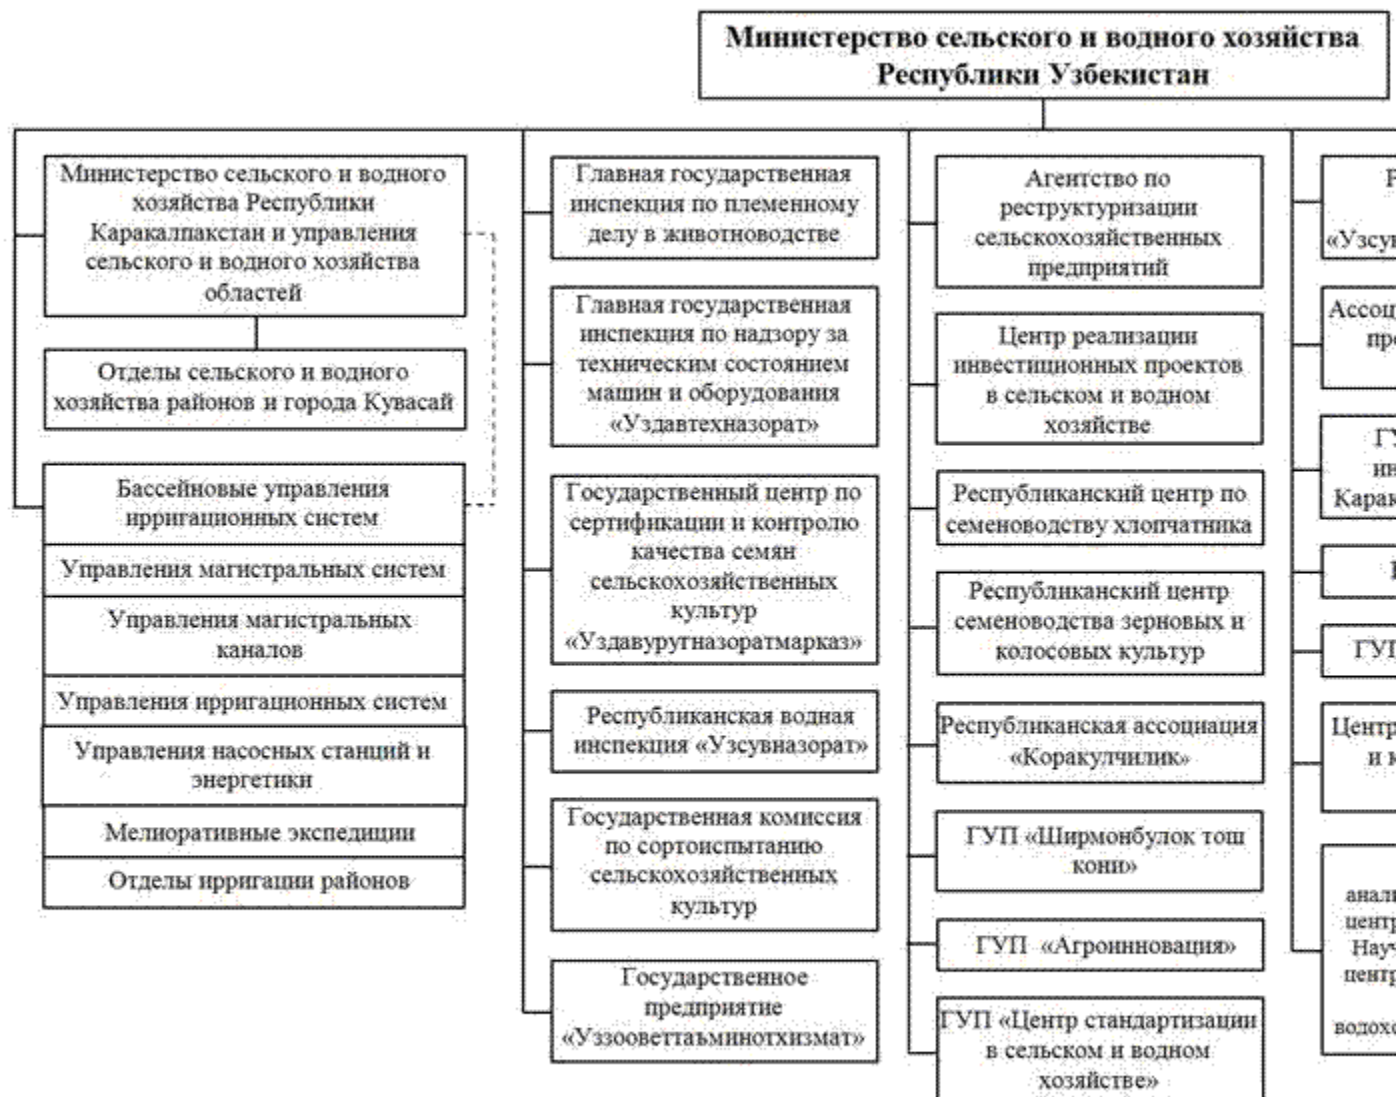 Министерство сельского и водного хозяйства
Республики Узбекистан
Министерство сельского и водного
хозяйства Республики
Каракалпакстан и управления
сельского и водного хозяйства
областей
Отделы сельского и водного
хозяйства районов и города Кувасай
Бассейновые управления
ирригационных систем
Управления магистральных систем
Управления магистральных
каналов
Управления ирригационных систем
Управления насосных станций и
энергетики
Мелиоративные экспедиции
Отделы ирригации районов
Главная государственная
инспекция по племенному
делу в животноводстве
Главная государственная
инспекция по надзору за
техническим состоянием
машин и оборудования
«Уздавтехназорат»
Государственный центр по
сертификации и контролю
качества семян
сельскохозяйственных
культур
«Уздавуругназоратмарказ»
Республиканская водная
инспекция «Узсувназорат»
Государственная комиссия
по сортоиспытанию
сельскохозяйственных
культур
Государственное
предприятие
«Уззооветтаъминотхизмат»
Агентство по
реструктуризации
сельскохозяйственных
предприятий
Центр реализации
инвестиционных проектов
в сельском и водном
хозяйстве
Республиканский центр по
семеноводству хлопчатника
Республиканский центр
семеноводства зерновых и
колосовых культур
Республиканская ассоциация
«Коракулчилик»
ГУП «Ширмонбулок тош
кони»
ГУП «Агроинновация»
ГУП «Центр стандартизации
в сельском и водном
хозяйстве»
ГУП
Центр
и